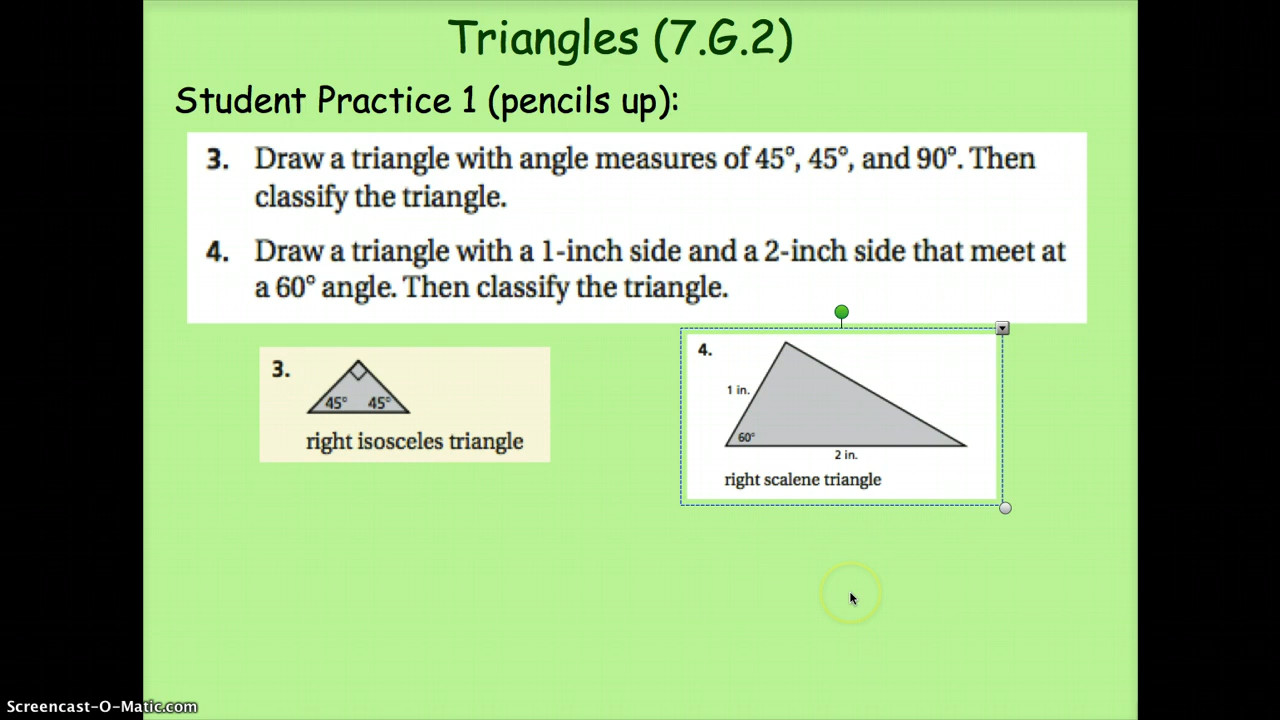 Triangles (7.G.2)
Student Practice 1 (pencils up):
3. Draw a triangle with angle measures of 45°, 45°, and 90°. Then
classify the triangle.
4. Draw a triangle with a 1-inch side and a 2-inch side that meet at
a 60° angle. Then classify the triangle.
3.
45° 45°
right isosceles triangle
4.
1 in.
60°
2 in.
right scalene triangle
Screencast-O-Matic.com